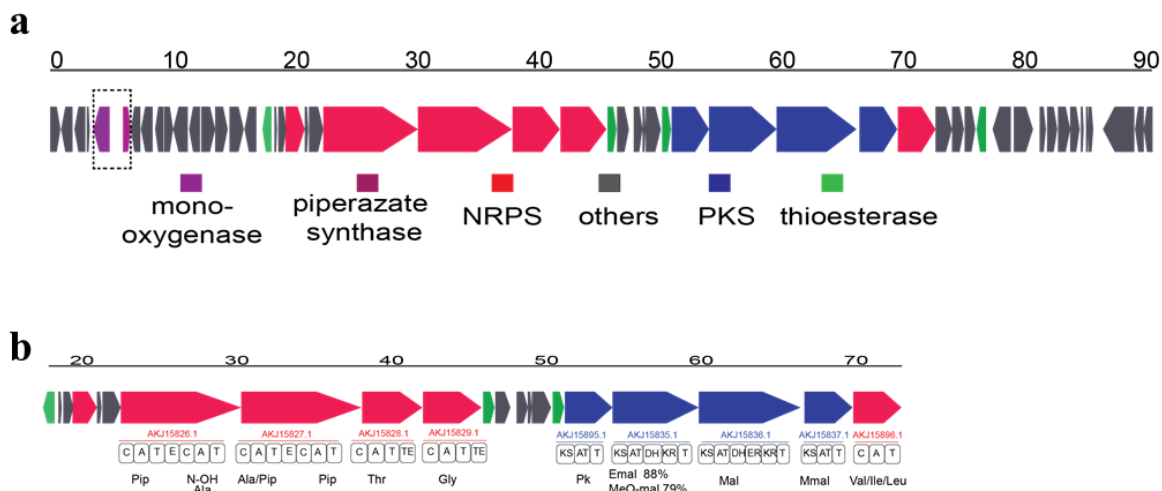 a
0 10 20 30 40 50 60 70 80 90
mono-
oxygenase
piperazate
synthase
NRPS
others
PKS
thioesterase
b
20 30 40 50 60 70
AKJ15826.1 AKJ15827.1 AKJ15828.1 AKJ15829.1 AKJ15895.1 AKJ15835.1 AKJ15836.1 AKJ15837.1 AKJ15896.1
C A T E C A T C A T E C A T C A T TE C A T TE KS AT T KS AT DH KR T KS AT DH ER KR T KS AT T C A T
Pip N-OH Ala/Pip Pip Thr Gly Pk Emal 88% Mal Mmal Val/Ile/Leu
Ala MeO-mal 79%